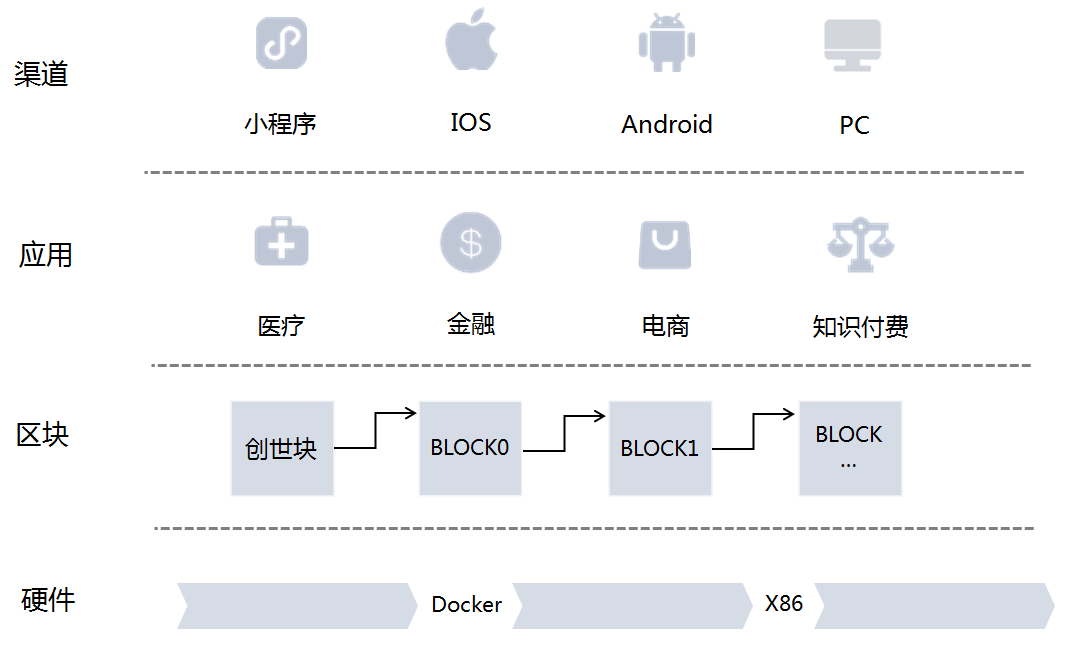 渠道
小程序
IOS
Android
PC
应用
医疗
金融
电商
知识付费
区块
创世块
BLOCK0
BLOCK1
BLOCK
...
硬件
Docker
X86